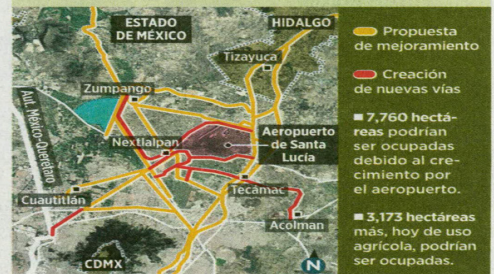 ESTADO
DE MÉXICO
HIDALGO
Tizayuca
Zumpango
Aut. México-Querétaro
Nextlalpan
Aeropuerto
de Santa
Lucía
Tecámac
Cuautitlán
Acolman
CDMX
N
Propuesta
de mejoramiento
Creación
de nuevas vías
■ 7,760 hectá-
reas podrían
ser ocupadas
debido al cre-
cimiento por
el aeropuerto.
■ 3,173 hectáreas
más, hoy de uso
agrícola, podrían
ser ocupadas.